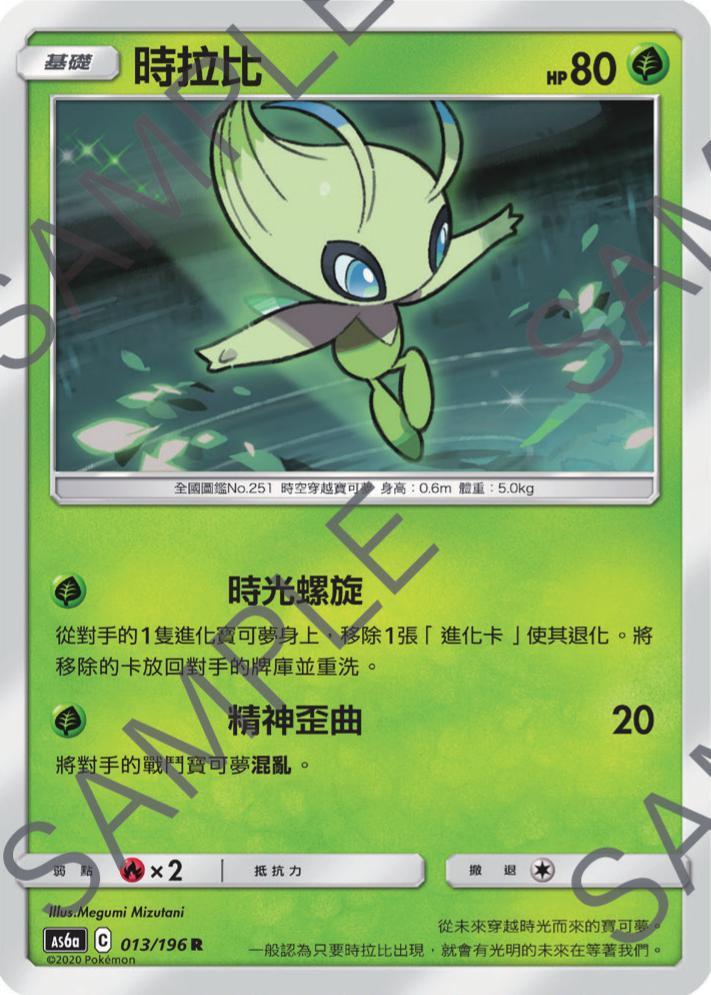 基礎 時拉比 HP 80
全國圖鑑No.251 時空穿越寶可夢 身高：0.6m 體重：5.0kg
時光螺旋
從對手的1隻進化寶可夢身上，移除1張「進化卡」使其退化。將
移除的卡放回對手的牌庫並重洗。
精神歪曲 20
將對手的戰鬥寶可夢混亂。
弱點 ×2 抵抗力 撤退
Illus.Megumi Mizutani
AS6a C 013/196 R
©2020 Pokémon
從未來穿越時光而來的寶可夢。
一般認為只要時拉比出現，就會有光明的未來在等著我們。
SAMPLE
SAMPLE
SAMPLE
SAMPLE